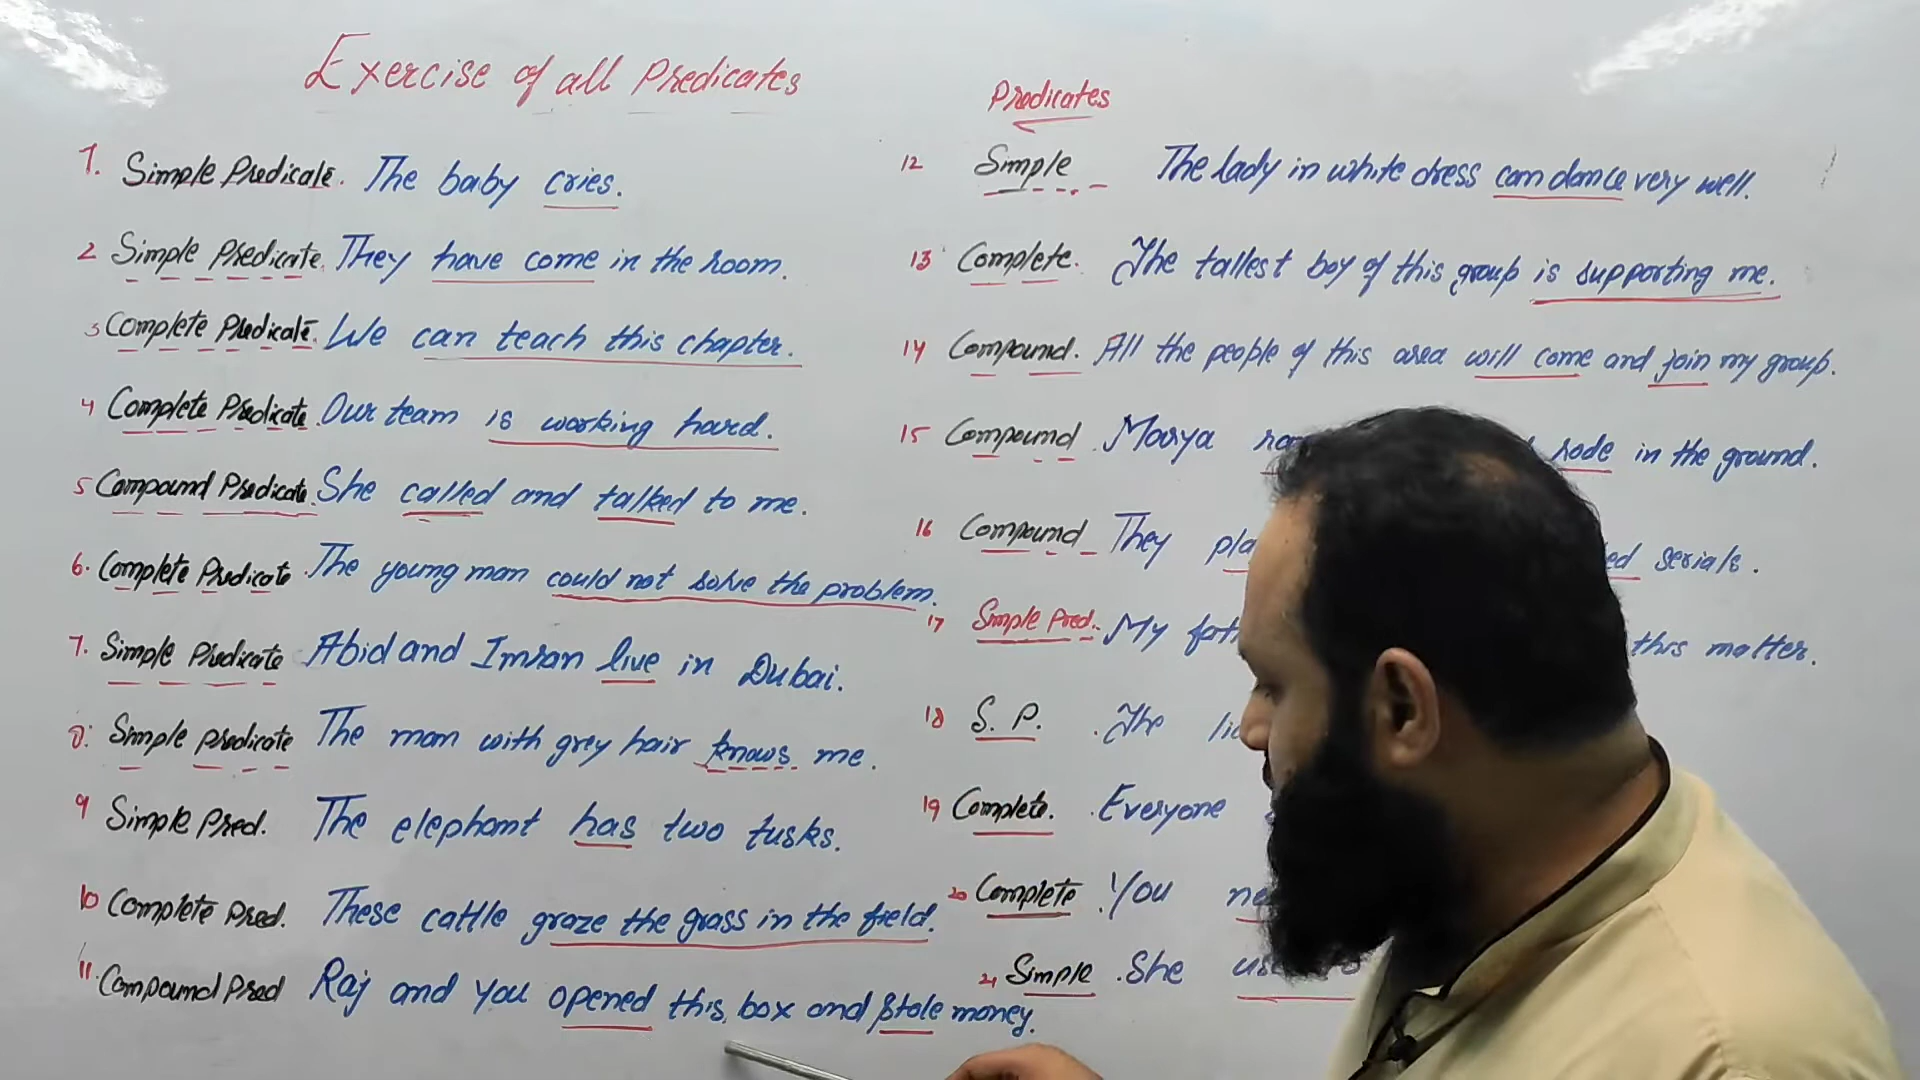 Exercise of all Predicates
1. Simple Predicate. The baby cries.
2 Simple Predicate. They have come in the room.
3 Complete Predicate. We can teach this chapter.
4 Complete Predicate. Our team is working hard.
5 Compound Predicate. She called and talked to me.
6. Complete Predicate. The young man could not solve the problem.
7. Simple Predicate Abid and Imran live in Dubai.
8. Simple predicate The man with grey hair knows me.
9 Simple Pred. The elephant has two tusks.
10 Complete Pred. These cattle graze the grass in the field.
11. Compound Pred Raj and you opened this box and stole money.
Predicates
12 Simple The lady in white dress can dance very well.
13 Complete. The tallest boy of this group is supporting me.
14 Compound. All the people of this area will come and join my group.
15 Compound. Marya rode in the ground.
16 Compound They serials.
17 Simple Pred. My this matter.
18 S. P. The
19 Complete. Everyone
20 Complete You
21 Simple. She